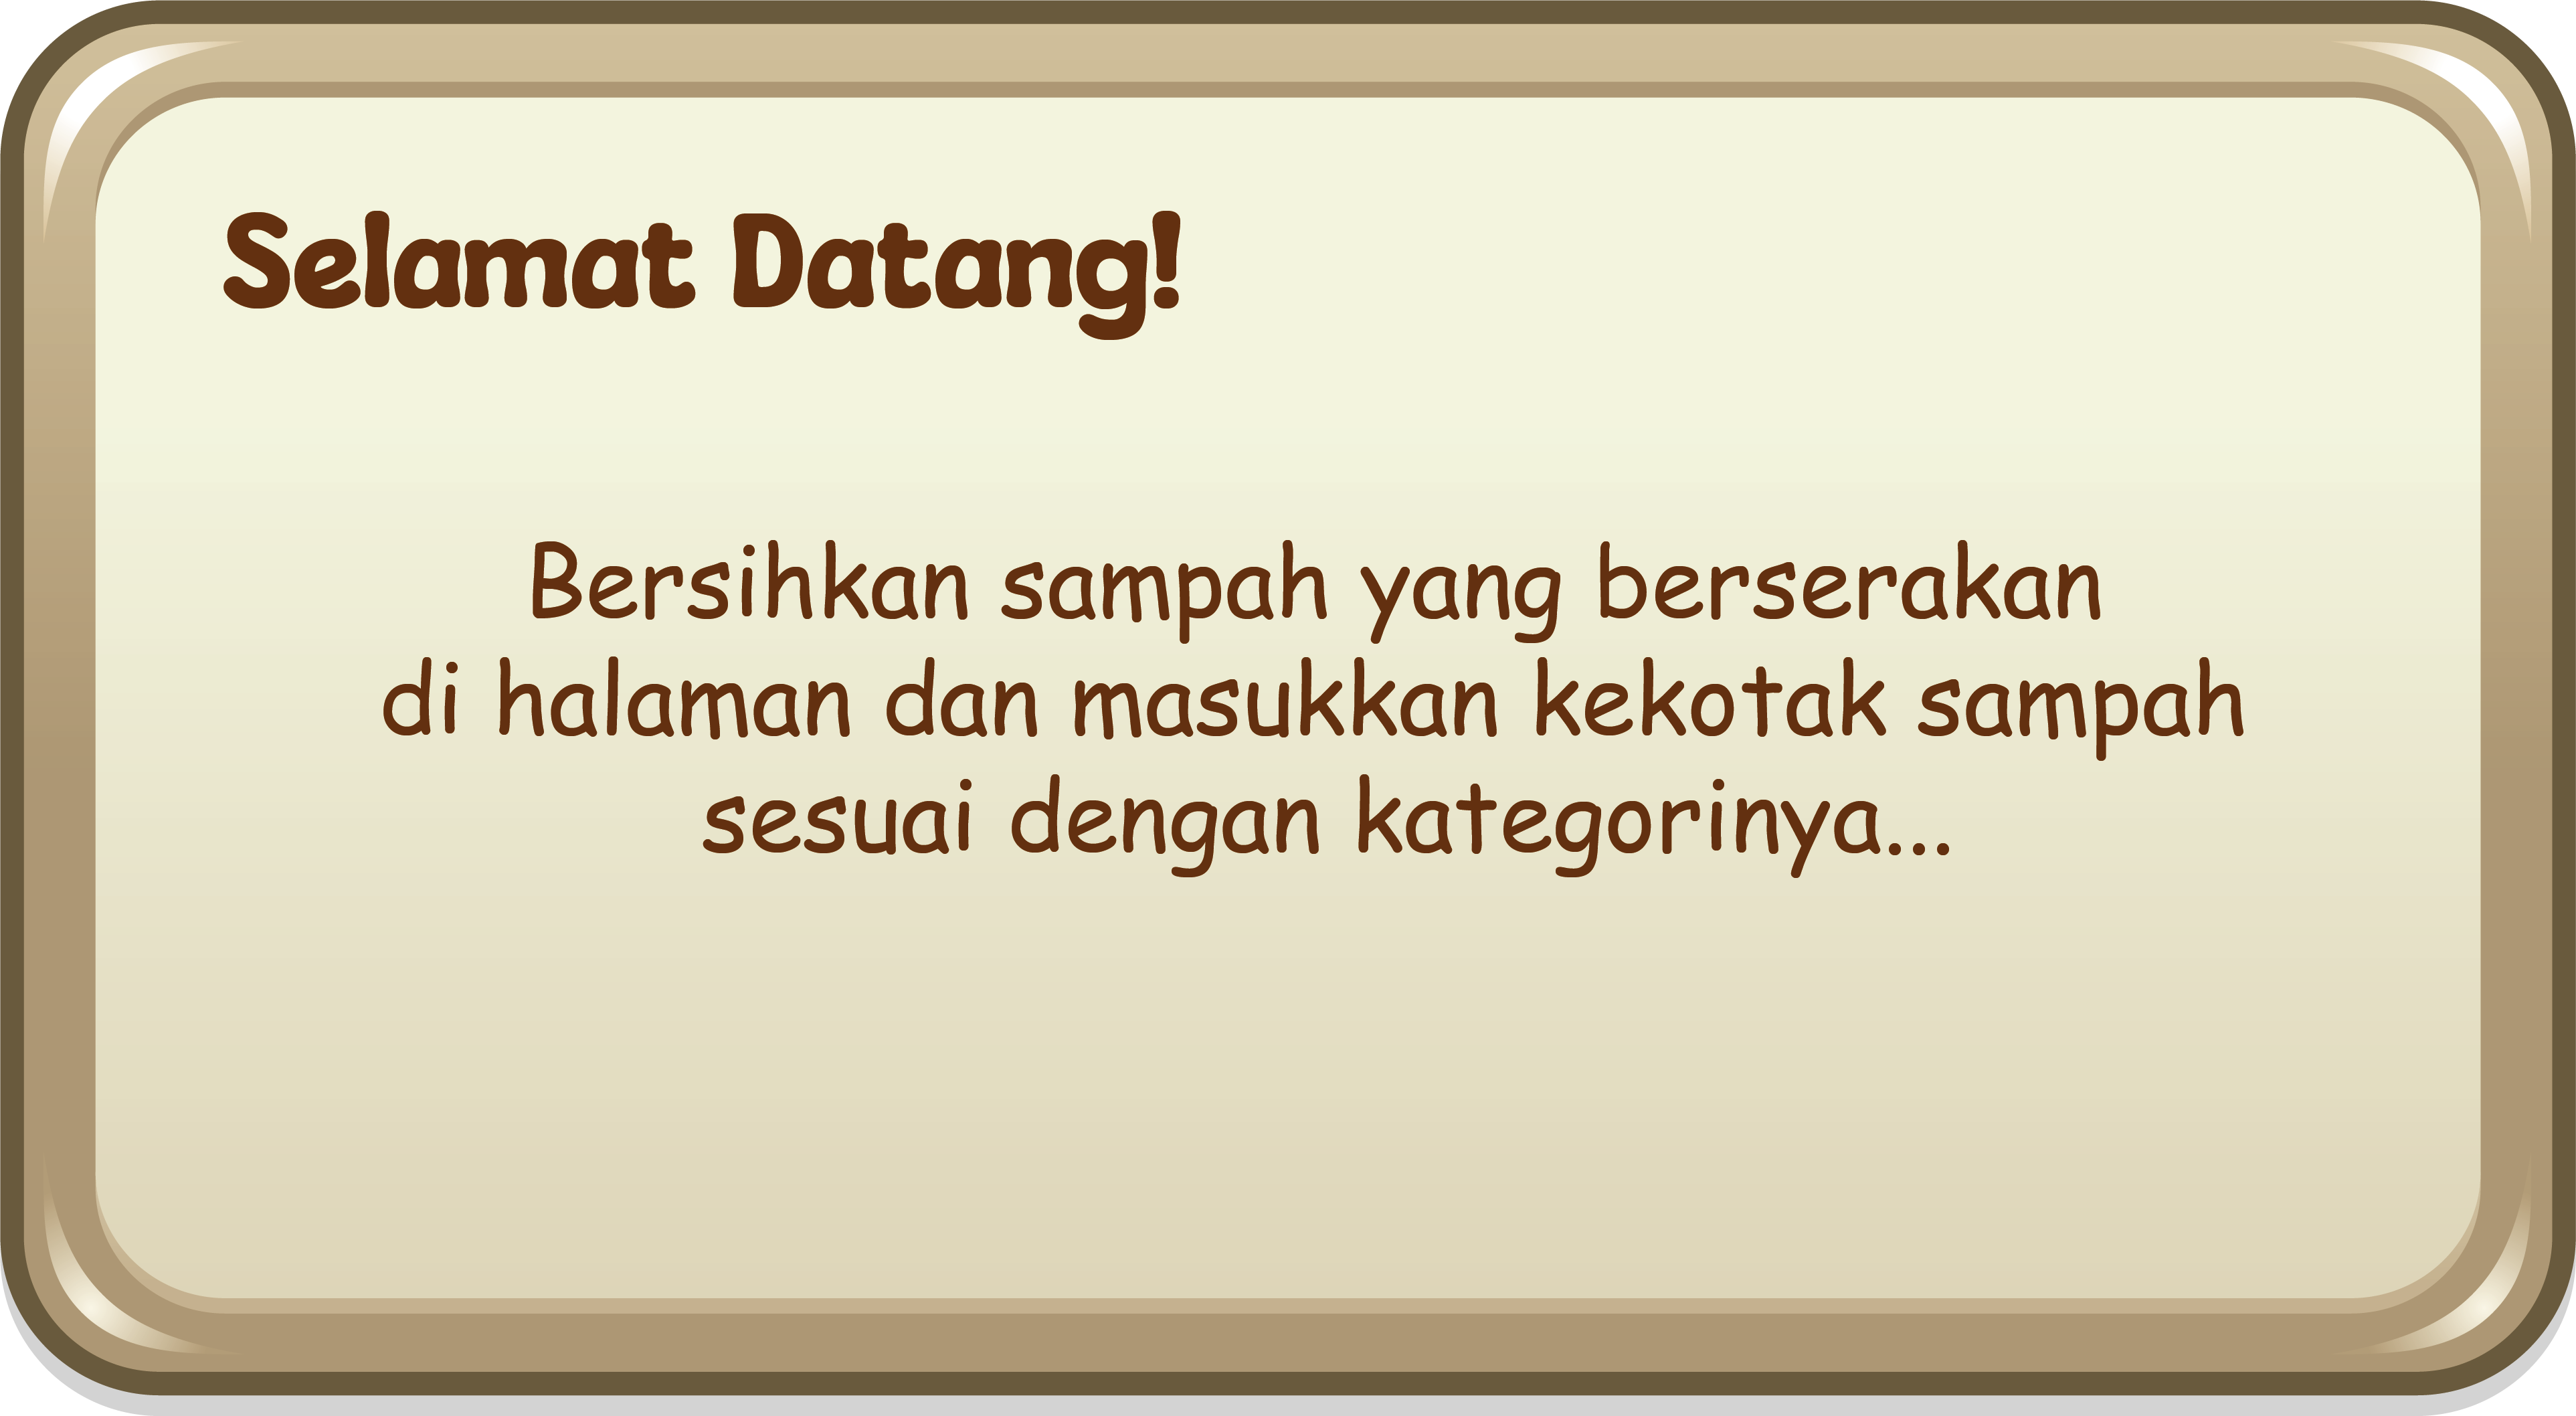 Selamat Datang!
Bersihkan sampah yang berserakan
di halaman dan masukkan kekotak sampah
sesuai dengan kategorinya...